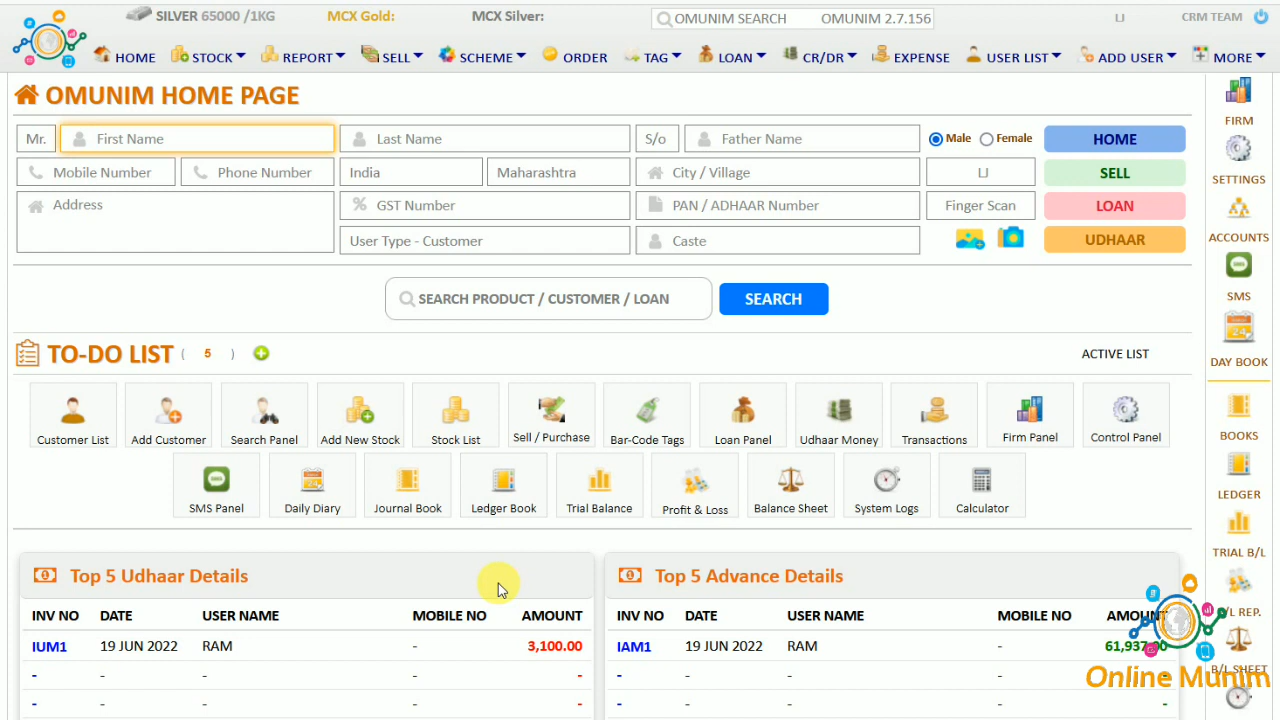 SILVER 65000 /1KG MCX Gold: MCX Silver: OMUNIM SEARCH OMUNIM 2.7.156 LJ CRM TEAM
HOME STOCK REPORT SELL SCHEME ORDER TAG LOAN CR/DR EXPENSE USER LIST ADD USER MORE
OMUNIM HOME PAGE
Mr. First Name Last Name S/o Father Name Male Female HOME
Mobile Number Phone Number India Maharashtra City / Village LJ SELL
Address GST Number PAN / ADHAAR Number Finger Scan LOAN
User Type - Customer Caste UDHAAR
SEARCH PRODUCT / CUSTOMER / LOAN SEARCH
TO-DO LIST ( 5 ) ACTIVE LIST
Customer List Add Customer Search Panel Add New Stock Stock List Sell / Purchase Bar-Code Tags Loan Panel Udhaar Money Transactions Firm Panel Control Panel
SMS Panel Daily Diary Journal Book Ledger Book Trial Balance Profit & Loss Balance Sheet System Logs Calculator
Top 5 Udhaar Details
INV NO DATE USER NAME MOBILE NO AMOUNT
IUM1 19 JUN 2022 RAM - 3,100.00
- - - - -
- - - - -
Top 5 Advance Details
INV NO DATE USER NAME MOBILE NO AMOUNT
IAM1 19 JUN 2022 RAM - 61,937.00
- - - - -
- - - - -
FIRM
SETTINGS
ACCOUNTS
SMS
SMS
24
DAY BOOK
BOOKS
LEDGER
TRIAL B/L
P/L REP.
B/L SHEET
Online Munim